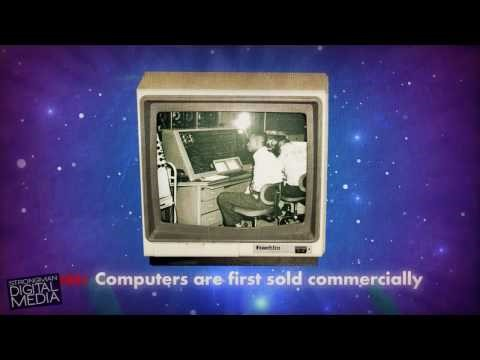 Computers are first sold commercially
STRONGMAN
DIGITAL
MEDIA